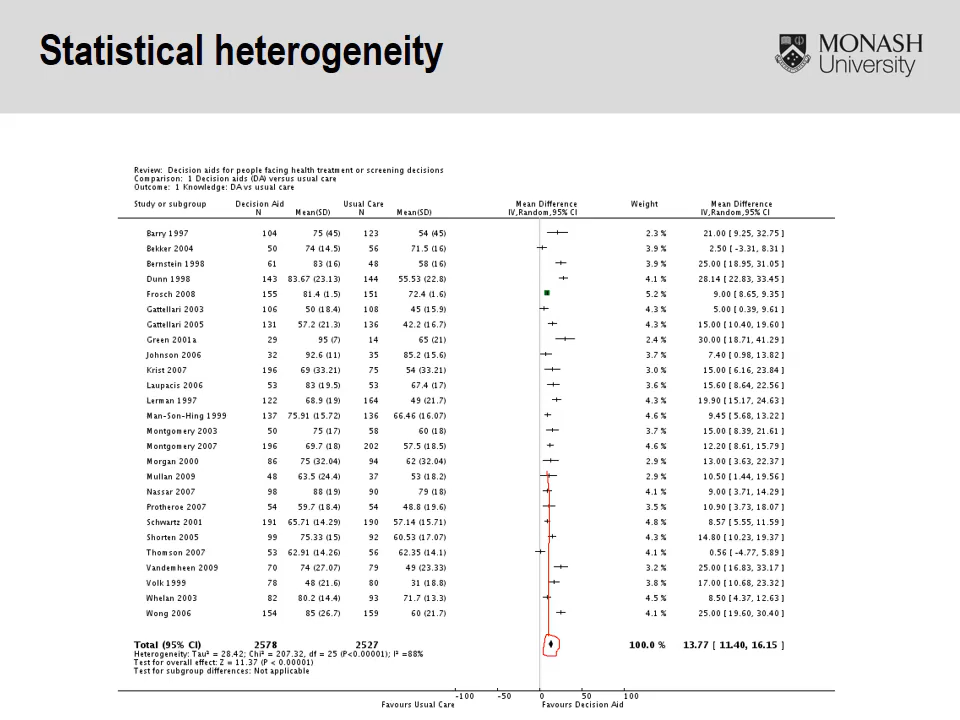 Statistical heterogeneity
MONASH
University
Review: Decision aids for people facing health treatment or screening decisions
Comparison: 1 Decision aids (DA) versus usual care
Outcome: 1 Knowledge: DA vs usual care
Study or subgroup Decision Aid Usual Care Mean Difference Weight Mean Difference
N Mean(SD) N Mean(SD) IV,Random,95% CI IV,Random,95% CI
Barry 1997 104 75 (45) 123 54 (45) 2.3 % 21.00 [ 9.25, 32.75 ]
Bekker 2004 50 74 (14.5) 56 71.5 (16) 3.9 % 2.50 [ -3.31, 8.31 ]
Bernstein 1998 61 83 (16) 48 58 (16) 3.9 % 25.00 [ 18.95, 31.05 ]
Dunn 1998 143 83.67 (23.13) 144 55.53 (22.8) 4.1 % 28.14 [ 22.83, 33.45 ]
Frosch 2008 155 81.4 (1.5) 151 72.4 (1.6) 5.2 % 9.00 [ 8.65, 9.35 ]
Gattellari 2003 106 50 (18.4) 108 45 (15.9) 4.3 % 5.00 [ 0.39, 9.61 ]
Gattellari 2005 131 57.2 (21.3) 136 42.2 (16.7) 4.3 % 15.00 [ 10.40, 19.60 ]
Green 2001a 29 95 (7) 14 65 (21) 2.4 % 30.00 [ 18.71, 41.29 ]
Johnson 2006 32 92.6 (11) 35 85.2 (15.6) 3.7 % 7.40 [ 0.98, 13.82 ]
Krist 2007 196 69 (33.21) 75 54 (33.21) 3.0 % 15.00 [ 6.16, 23.84 ]
Laupacis 2006 53 83 (19.5) 53 67.4 (17) 3.6 % 15.60 [ 8.64, 22.56 ]
Lerman 1997 122 68.9 (19) 164 49 (21.7) 4.3 % 19.90 [ 15.17, 24.63 ]
Man-Son-Hing 1999 137 75.91 (15.72) 136 66.46 (16.07) 4.6 % 9.45 [ 5.68, 13.22 ]
Montgomery 2003 50 75 (17) 58 60 (18) 3.7 % 15.00 [ 8.39, 21.61 ]
Montgomery 2007 196 69.7 (18) 202 57.5 (18.5) 4.6 % 12.20 [ 8.61, 15.79 ]
Morgan 2000 86 75 (32.04) 94 62 (32.04) 2.9 % 13.00 [ 3.63, 22.37 ]
Mullan 2009 48 63.5 (24.4) 37 53 (18.2) 2.9 % 10.50 [ 1.44, 19.56 ]
Nassar 2007 98 88 (19) 90 79 (18) 4.1 % 9.00 [ 3.71, 14.29 ]
Protheroe 2007 54 59.7 (18.4) 54 48.8 (19.6) 3.6 % 10.90 [ 3.73, 18.07 ]
Schwartz 2001 191 65.71 (14.29) 190 57.14 (15.71) 4.8 % 8.57 [ 5.55, 11.59 ]
Shorten 2005 99 75.33 (15) 92 60.53 (17.07) 4.3 % 14.80 [ 10.23, 19.37 ]
Thomson 2007 53 62.91 (14.26) 56 62.35 (14.1) 4.1 % 0.56 [ -4.77, 5.89 ]
Vandemheen 2009 70 74 (27.07) 79 49 (23.33) 3.2 % 25.00 [ 16.83, 33.17 ]
Volk 1999 78 48 (21.6) 80 31 (18.8) 3.8 % 17.00 [ 10.68, 23.32 ]
Whelan 2003 82 80.2 (14.4) 93 71.7 (13.3) 4.5 % 8.50 [ 4.37, 12.63 ]
Wong 2006 154 85 (26.7) 159 60 (21.7) 4.1 % 25.00 [ 19.60, 30.40 ]
Total (95% CI) 2578 2527 100.0 % 13.77 [ 11.40, 16.15 ]
Heterogeneity: Tau² = 28.42; Chi² = 207.32, df = 25 (P<0.00001); I² =88%
Test for overall effect: Z = 11.37 (P < 0.00001)
Test for subgroup differences: Not applicable
-100 -50 0 50 100
Favours Usual Care Favours Decision Aid